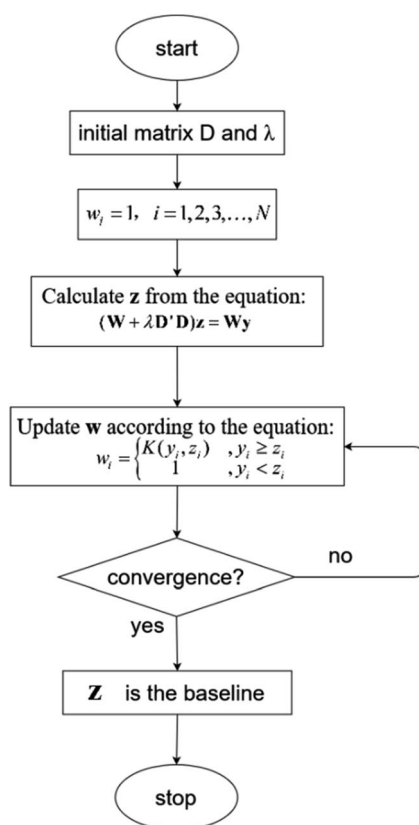 start
initial matrix D and λ
w_i = 1, i = 1,2,3,…,N
Calculate z from the equation:
(W + λD'D)z = Wy
Update w according to the equation:
w_i = { K(y_i, z_i) , y_i ≥ z_i
1 , y_i < z_i
convergence?
no
yes
Z is the baseline
stop